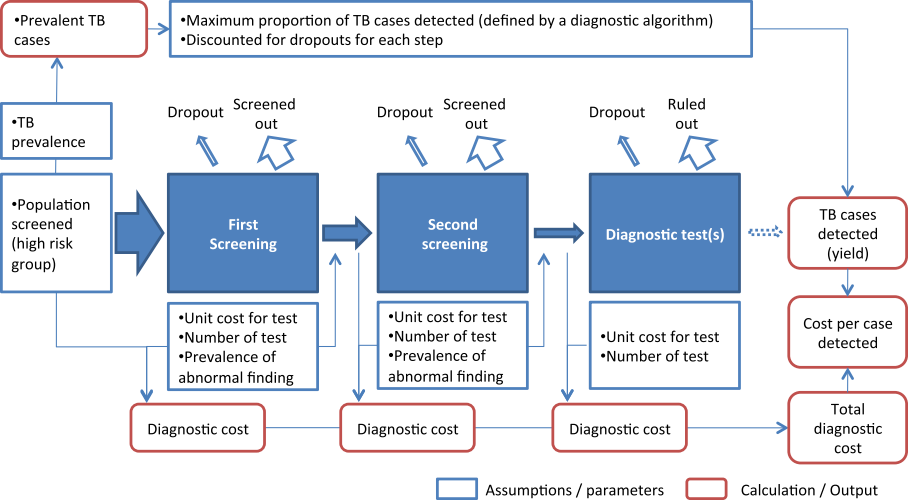 •Prevalent TB
cases
•Maximum proportion of TB cases detected (defined by a diagnostic algorithm)
•Discounted for dropouts for each step
•TB
prevalence
•Population
screened
(high risk
group)
Dropout
Screened
out
Dropout
Screened
out
Dropout
Ruled
out
First
Screening
Second
screening
Diagnostic test(s)
TB cases
detected
(yield)
•Unit cost for test
•Number of test
•Prevalence of
abnormal finding
•Unit cost for test
•Number of test
•Prevalence of
abnormal finding
•Unit cost for test
•Number of test
Cost per case
detected
Diagnostic cost
Diagnostic cost
Diagnostic cost
Total
diagnostic
cost
Assumptions / parameters
Calculation / Output